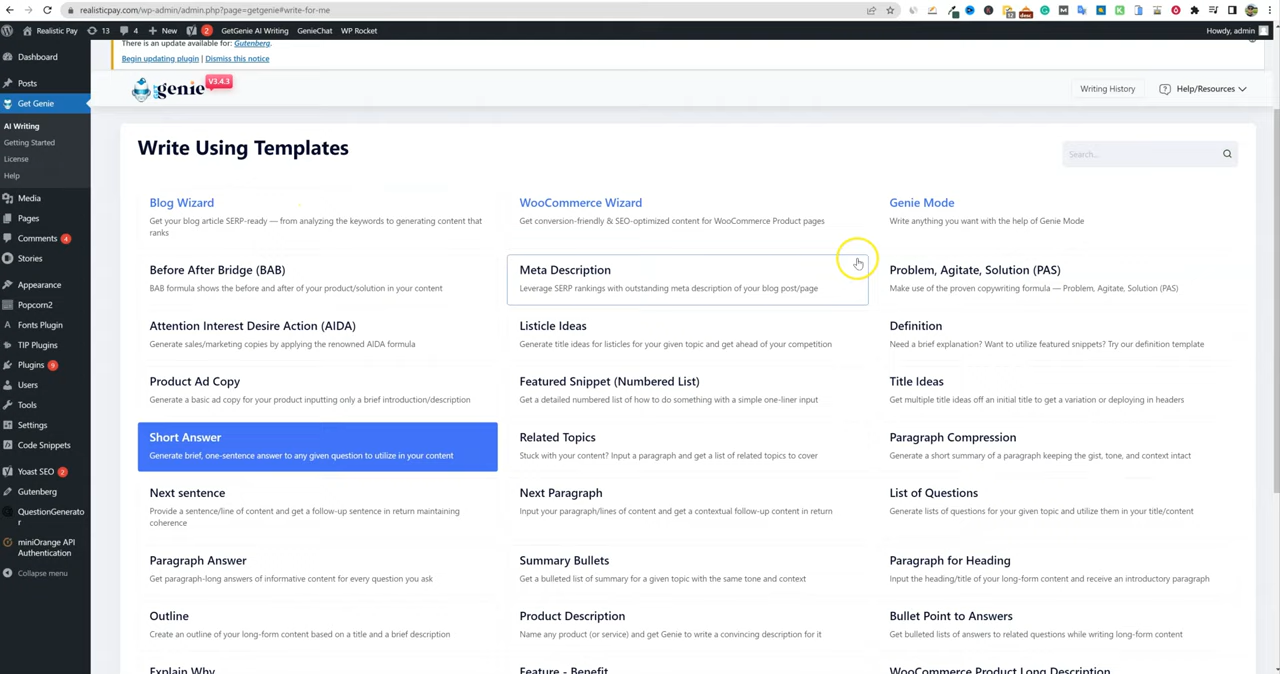 realisticpay.com/wp-admin/admin.php?page=getgenie#write-for-me
Realistic Pay 13 4 New 2 GetGenie AI Writing GenieChat WP Rocket Howdy, admin
There is an update available for: Gutenberg.
Begin updating plugin | Dismiss this notice
Dashboard
Posts
Get Genie
AI Writing
Getting Started
License
Help
Media
Pages
Comments 4
Stories
Appearance
Popcorn2
Fonts Plugin
TIP Plugins
Plugins 9
Users
Tools
Settings
Code Snippets
Yoast SEO 2
Gutenberg
QuestionGenerato
r
miniOrange API
Authentication
Collapse menu
genie V3.4.3
Writing History
Help/Resources
Write Using Templates
Search...
Blog Wizard
Get your blog article SERP-ready — from analyzing the keywords to generating content that
ranks
WooCommerce Wizard
Get conversion-friendly & SEO-optimized content for WooCommerce Product pages
Genie Mode
Write anything you want with the help of Genie Mode
Before After Bridge (BAB)
BAB formula shows the before and after of your product/solution in your content
Meta Description
Leverage SERP rankings with outstanding meta description of your blog post/page
Problem, Agitate, Solution (PAS)
Make use of the proven copywriting formula — Problem, Agitate, Solution (PAS)
Attention Interest Desire Action (AIDA)
Generate sales/marketing copies by applying the renowned AIDA formula
Listicle Ideas
Generate title ideas for listicles for your given topic and get ahead of your competition
Definition
Need a brief explanation? Want to utilize featured snippets? Try our definition template
Product Ad Copy
Generate a basic ad copy for your product inputting only a brief introduction/description
Featured Snippet (Numbered List)
Get a detailed numbered list of how to do something with a simple one-liner input
Title Ideas
Get multiple title ideas off an initial title to get a variation or deploying in headers
Short Answer
Generate brief, one-sentence answer to any given question to utilize in your content
Related Topics
Stuck with your content? Input a paragraph and get a list of related topics to cover
Paragraph Compression
Generate a short summary of a paragraph keeping the gist, tone, and context intact
Next sentence
Provide a sentence/line of content and get a follow-up sentence in return maintaining
coherence
Next Paragraph
Input your paragraph/lines of content and get a contextual follow-up content in return
List of Questions
Generate lists of questions for your given topic and utilize them in your title/content
Paragraph Answer
Get paragraph-long answers of informative content for every question you ask
Summary Bullets
Get a bulleted list of summary for a given topic with the same tone and context
Paragraph for Heading
Input the heading/title of your long-form content and receive an introductory paragraph
Outline
Create an outline of your long-form content based on a title and a brief description
Product Description
Name any product (or service) and get Genie to write a convincing description for it
Bullet Point to Answers
Get bulleted lists of answers to related questions while writing long-form content
Explain Why
Feature - Benefit
WooCommerce Product Long Description